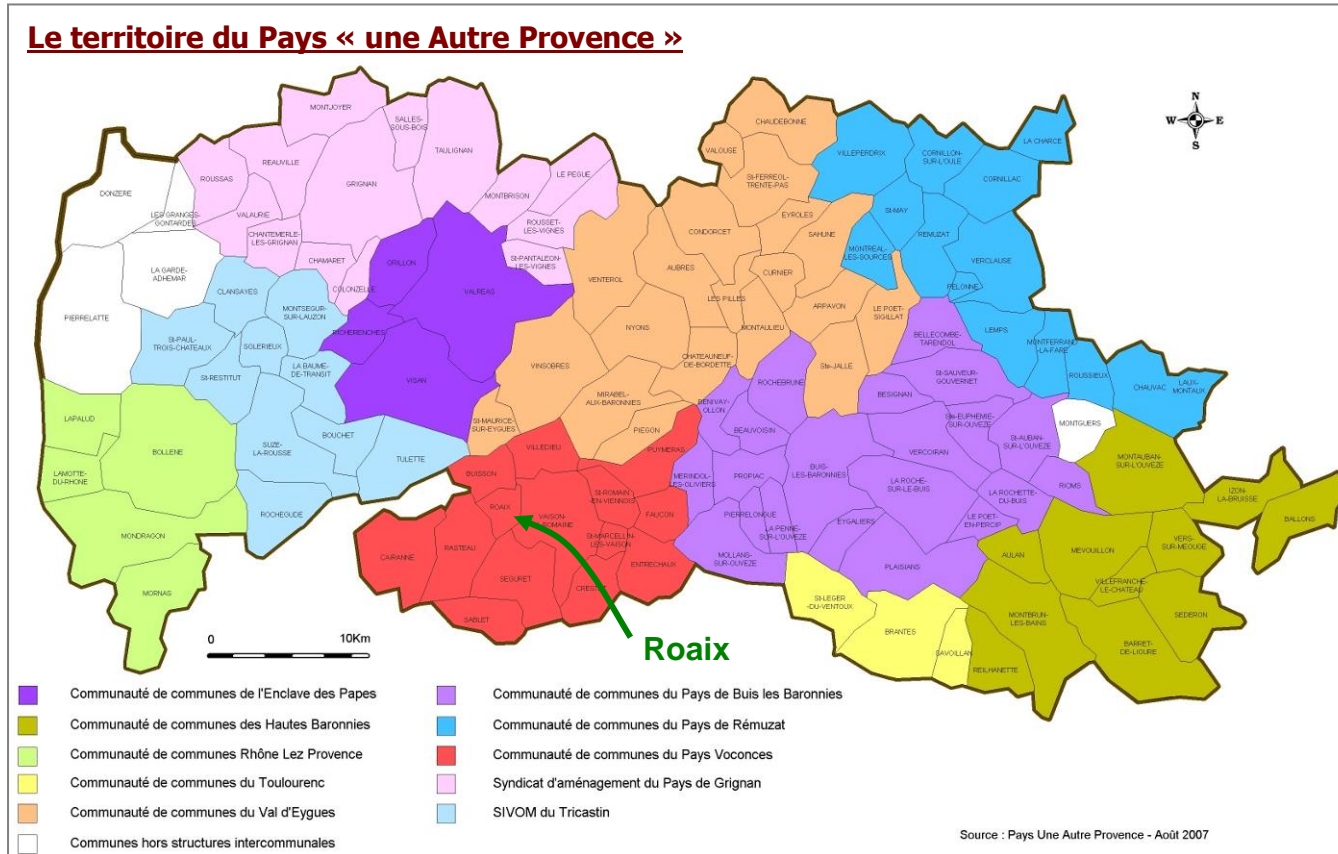 Le territoire du Pays « une Autre Provence »
N
W E
S
MONTJOYER
SALLES-
SOUS-BOIS
TAULIGNAN
REAUVILLE
ROUSSAS
GRIGNAN
VALAURIE
CHANTEMERLE-
LES-GRIGNAN
CHAMARET
COLONZELLE
MONTBRISON
LE PEGUE
ROUSSET-
LES-VIGNES
St-PANTALEON-
LES-VIGNES
DONZERE
LES GRANGES-
GONTARDES
LA GARDE-
ADHEMAR
PIERRELATTE
CLANSAYES
MONTSEGUR-
SUR-LAUZON
St-PAUL-
TROIS-CHATEAUX
SOLERIEUX
St-RESTITUT
LA BAUME-
DE-TRANSIT
BOUCHET
SUZE-
LA-ROUSSE
TULETTE
ROCHEGUDE
GRILLON
VALREAS
RICHERENCHES
VISAN
LAPALUD
BOLLENE
LAMOTTE-
DU-RHONE
MONDRAGON
MORNAS
CHAUDEBONNE
VALOUSE
St-FERREOL-
TRENTE-PAS
EYROLES
SAHUNE
CONDORCET
AUBRES
CURNIER
VENTEROL
LES PILLES
ARPAVON
LE POET-
SIGILLAT
NYONS
MONTAULIEU
CHATEAUNEUF-
DE-BORDETTE
Ste-JALLE
VINSOBRES
MIRABEL-
AUX-BARONNIES
PIEGON
St-MAURICE-
SUR-EYGUES
VILLEPERDRIX
CORNILLON-
SUR-L'OULE
LA CHARCE
CORNILLAC
St-MAY
REMUZAT
MONTREAL-
LES-SOURCES
VERCLAUSE
PELONNE
LEMPS
MONTFERRAND-
LA-FARE
ROUSSIEUX
CHAUVAC
LAUX-
MONTAUX
BELLECOMBE-
TARENDOL
St-SAUVEUR-
GOUVERNET
BESIGNAN
Ste-EUPHEMIE-
SUR-OUVEZE
St-AUBAN-
SUR-L'OUVEZE
ROCHEBRUNE
BENIVAY-
OLLON
BEAUVOISIN
VERCOIRAN
MERINDOL-
LES-OLIVIERS
PROPIAC
BUIS-
LES-BARONNIES
LA ROCHE-
SUR-LE-BUIS
LA ROCHETTE-
DU-BUIS
RIOMS
PIERRELONGUE
LA PENNE-
SUR-L'OUVEZE
EYGALIERS
LE POET-
EN-PERCIP
MOLLANS-
SUR-OUVEZE
PLAISIANS
MONTGUERS
MONTAUBAN-
SUR-L'OUVEZE
IZON-
LA-BRUISSE
BALLONS
AULAN
MEVOUILLON
VERS-
SUR-MEOUGE
VILLEFRANCHE-
LE-CHATEAU
SEDERON
MONTBRUN-
LES-BAINS
BARRET-
DE-LIOURE
REILHANETTE
St-LEGER
-DU-VENTOUX
BRANTES
SAVOILLAN
VILLEDIEU
PUYMERAS
BUISSON
St-ROMAIN-
EN-VIENNOIS
ROAIX
VAISON-
LA-ROMAINE
FAUCON
St-MARCELLIN-
LES-VAISON
CAIRANNE
RASTEAU
ENTRECHAUX
SEGURET
CRESTET
SABLET
Roaix
0 10Km
Communauté de communes de l'Enclave des Papes
Communauté de communes des Hautes Baronnies
Communauté de communes Rhône Lez Provence
Communauté de communes du Toulourenc
Communauté de communes du Val d'Eygues
Communes hors structures intercommunales
Communauté de communes du Pays de Buis les Baronnies
Communauté de communes du Pays de Rémuzat
Communauté de communes du Pays Voconces
Syndicat d'aménagement du Pays de Grignan
SIVOM du Tricastin
Source : Pays Une Autre Provence - Août 2007